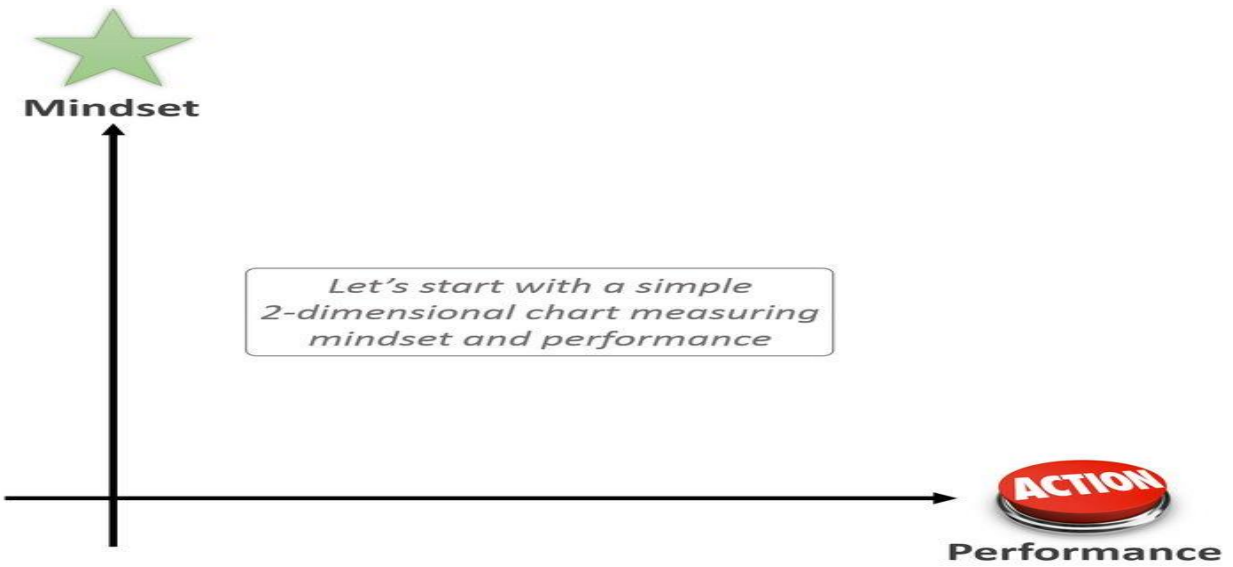 Mindset
Let’s start with a simple
2-dimensional chart measuring
mindset and performance
ACTION
Performance